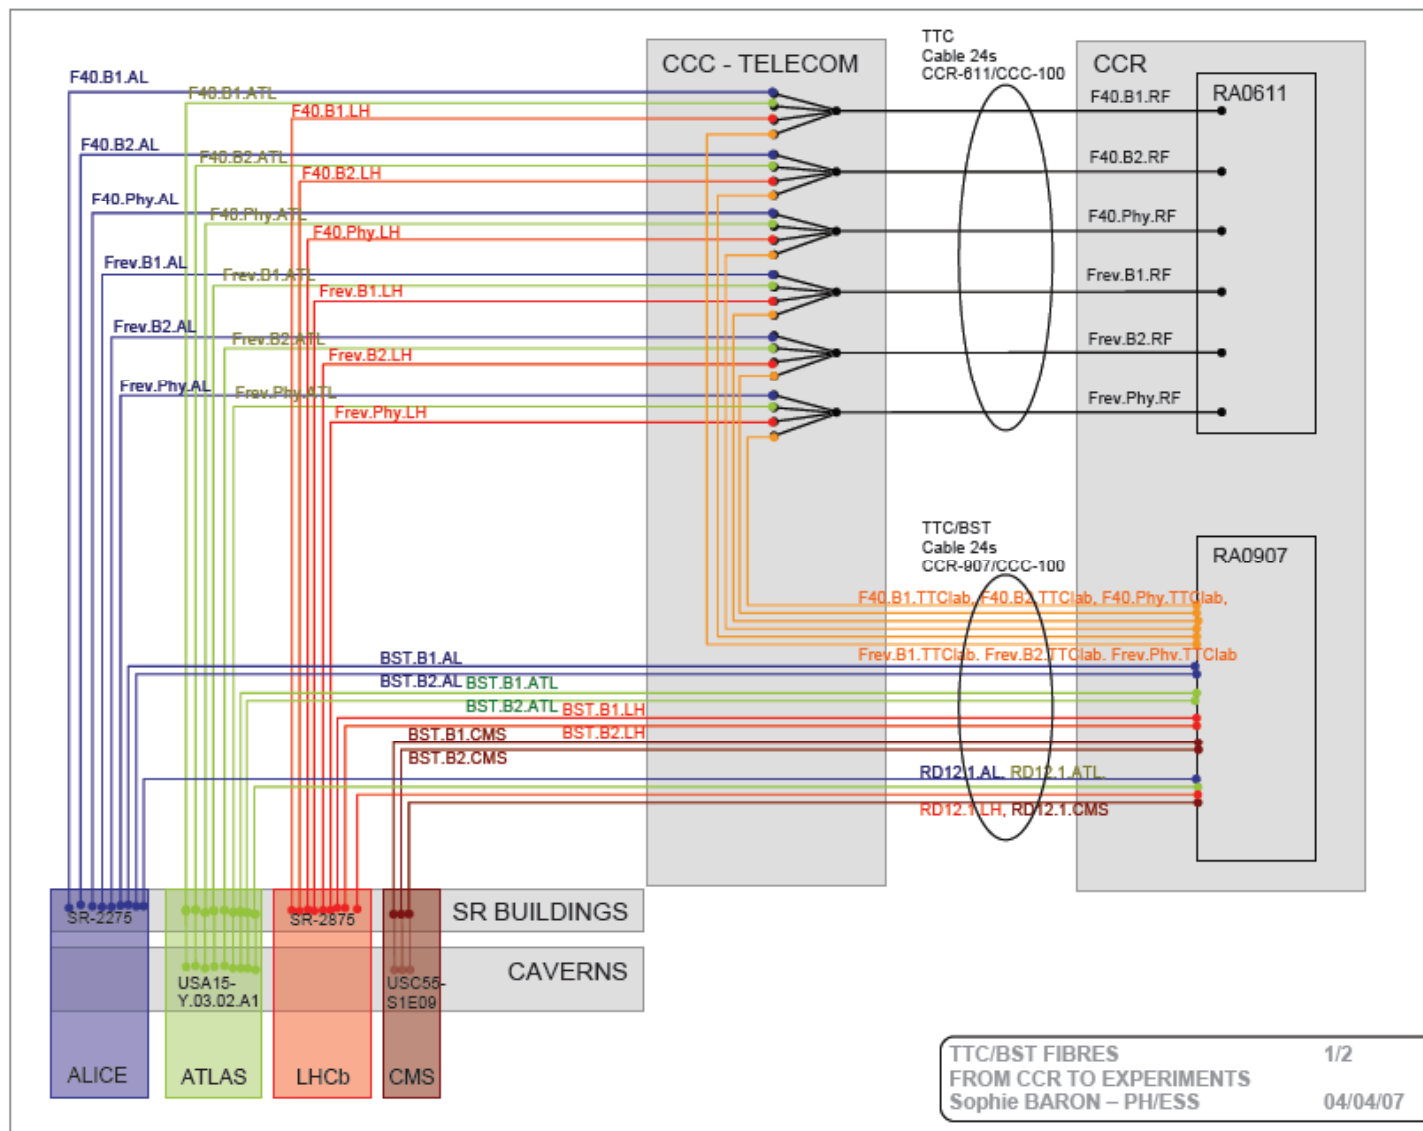 TTC
Cable 24s
CCR-611/CCC-100
CCC - TELECOM
CCR
RA0611
F40.B1.AL
F40.B1.ATL
F40.B1.LH
F40.B1.RF
F40.B2.AL
F40.B2.ATL
F40.B2.LH
F40.B2.RF
F40.Phy.AL
F40.Phy.ATL
F40.Phy.LH
F40.Phy.RF
Frev.B1.AL
Frev.B1.ATL
Frev.B1.LH
Frev.B1.RF
Frev.B2.AL
Frev.B2.ATL
Frev.B2.LH
Frev.B2.RF
Frev.Phy.AL
Frev.Phy.ATL
Frev.Phy.LH
Frev.Phy.RF
TTC/BST
Cable 24s
CCR-907/CCC-100
RA0907
F40.B1.TTClab, F40.B2.TTClab, F40.Phy.TTClab,
Frev.B1.TTClab. Frev.B2.TTClab. Frev.Phy.TTClab
BST.B1.AL
BST.B2.AL
BST.B1.ATL
BST.B2.ATL
BST.B1.LH
BST.B2.LH
BST.B1.CMS
BST.B2.CMS
RD12.1.AL, RD12.1.ATL.
RD12.1.LH, RD12.1.CMS
SR-2275
SR-2875
SR BUILDINGS
CAVERNS
USA15-
Y.03.02.A1
USC55-
S1E09
ALICE
ATLAS
LHCb
CMS
TTC/BST FIBRES 1/2
FROM CCR TO EXPERIMENTS
Sophie BARON – PH/ESS 04/04/07